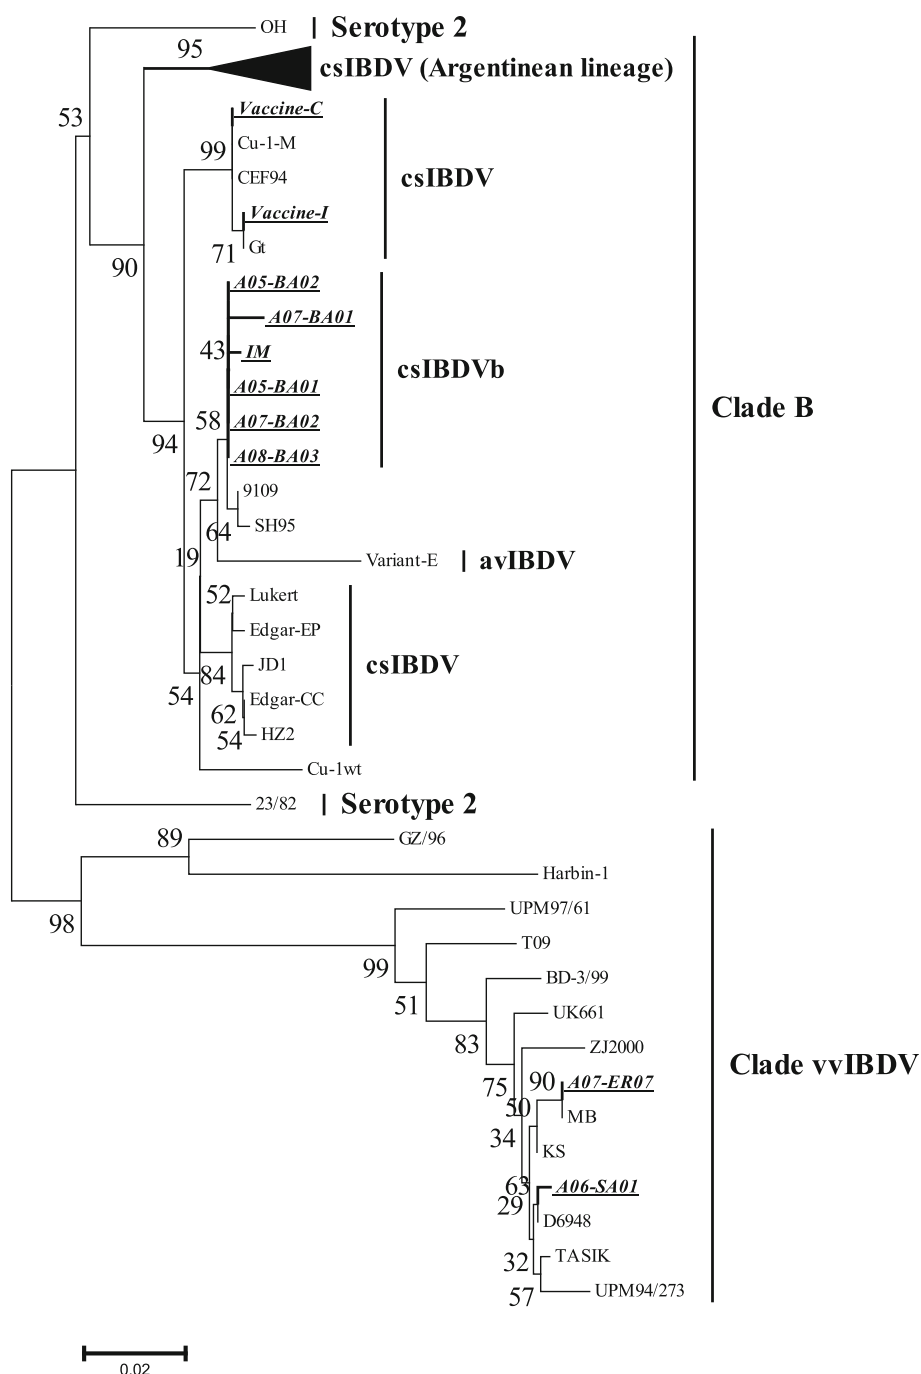 OH Serotype 2
95
csIBDV (Argentinean lineage)
Vaccine-C
53
Cu-1-M
99
csIBDV
CEF94
Vaccine-I
Gt
71
90
A05-BA02
A07-BA01
43
IM
csIBDVb
A05-BA01
Clade B
58
A07-BA02
94
A08-BA03
72
9109
SH95
64
19
Variant-E avIBDV
52
Lukert
Edgar-EP
JD1
csIBDV
84
54
Edgar-CC
62
HZ2
54
Cu-1wt
23/82 Serotype 2
89
GZ/96
Harbin-1
98
UPM97/61
T09
99
BD-3/99
51
UK661
83
ZJ2000
Clade vvIBDV
75
90
A07-ER07
50
MB
34
KS
63
A06-SA01
29
D6948
TASIK
32
57
UPM94/273
0.02